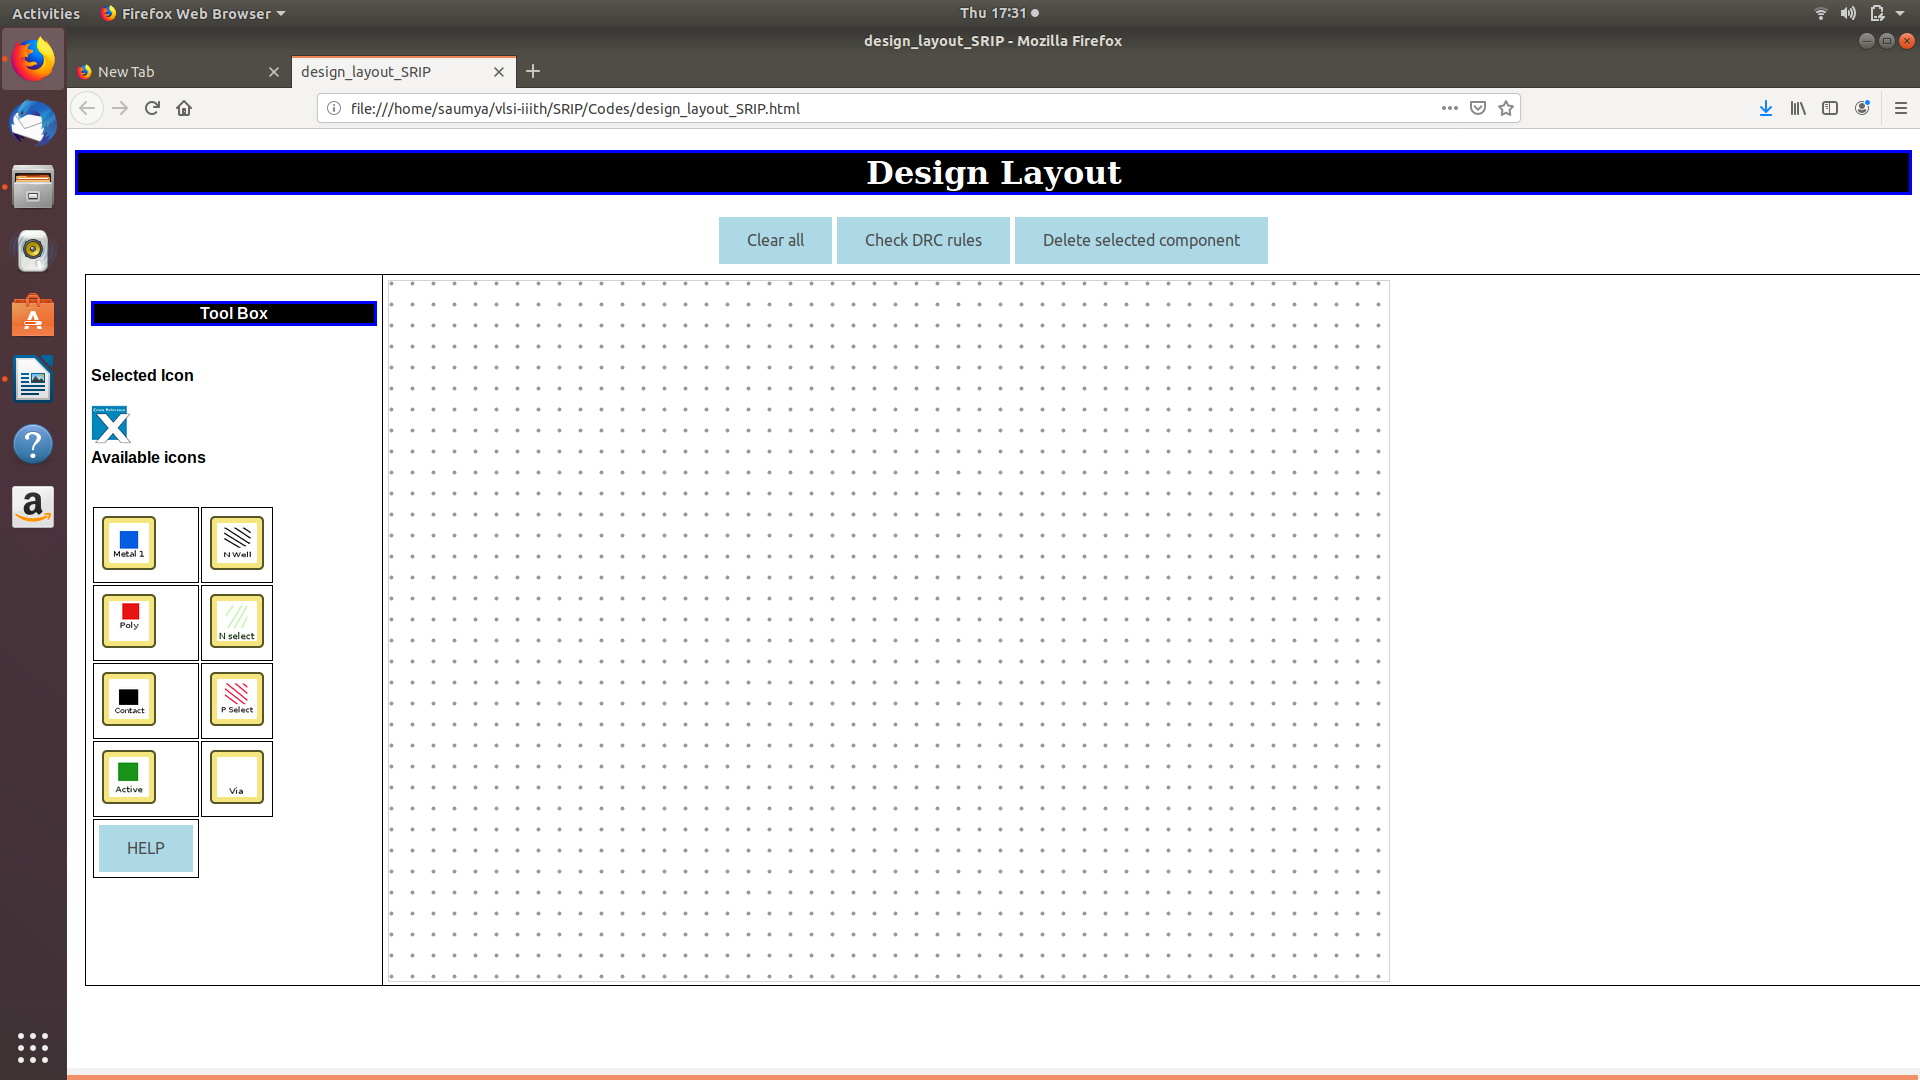 Activities Firefox Web Browser Thu 17:31
design_layout_SRIP - Mozilla Firefox
New Tab design_layout_SRIP
file:///home/saumya/vlsi-iiith/SRIP/Codes/design_layout_SRIP.html
Design Layout
Clear all Check DRC rules Delete selected component
Tool Box
Selected Icon
Cross Reference
X
Available icons
Metal 1 N Well
Poly N select
Contact P Select
Active Via
HELP